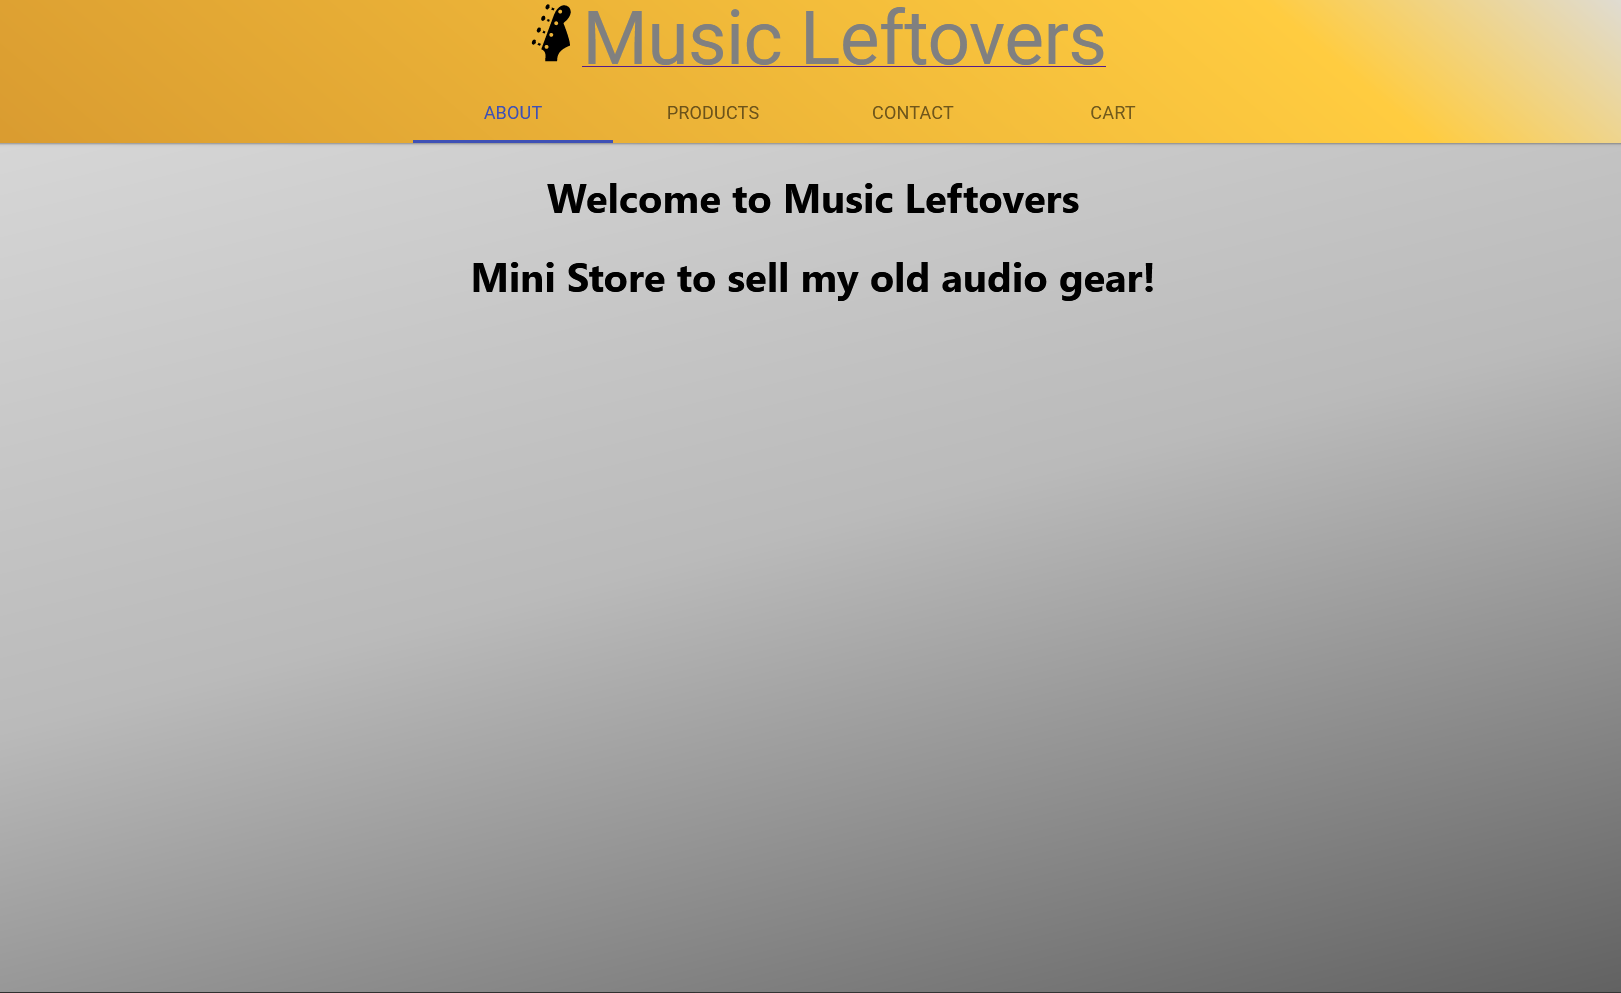 Music Leftovers
ABOUT PRODUCTS CONTACT CART
Welcome to Music Leftovers
Mini Store to sell my old audio gear!